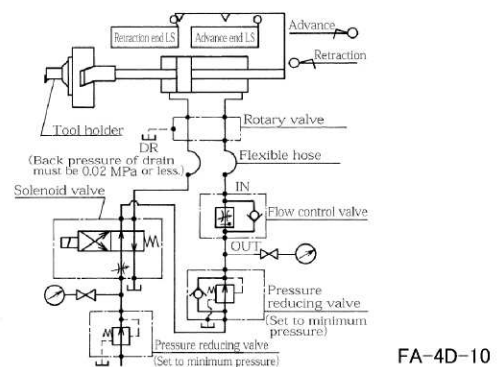 Retraction end LS
Advance end LS
Advance
Retraction
Tool holder
Rotary valve
DR
(Back pressure of drain
must be 0.02 MPa or less.)
Flexible hose
Solenoid valve
IN
Flow control valve
OUT
Pressure
reducing valve
(Set to minimum
pressure)
Pressure reducing valve
(Set to minimum pressure)
FA-4D-10